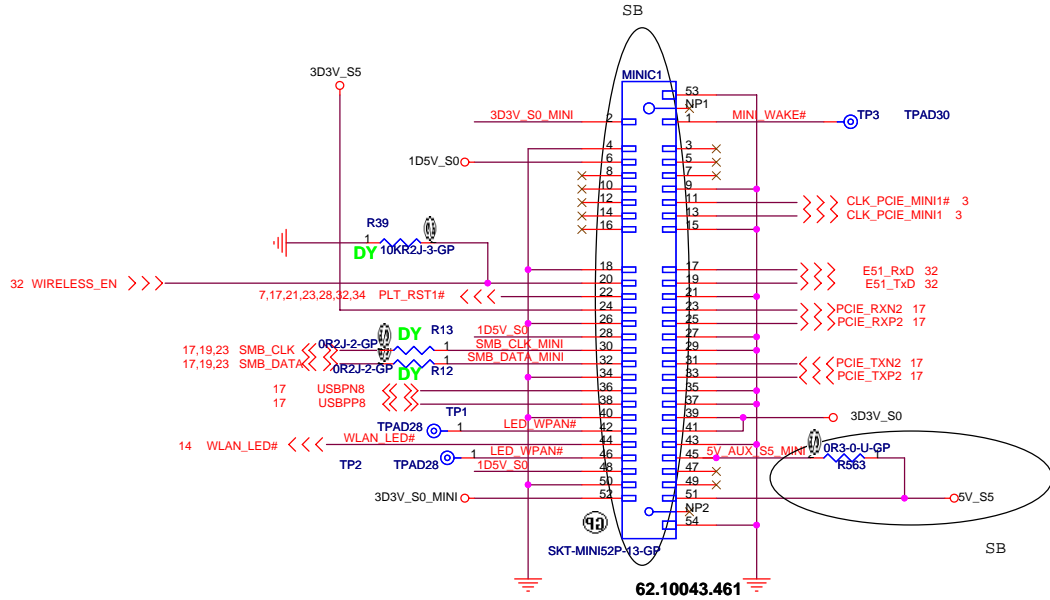 SB
3D3V_S5
MINIC1
53
NP1
3D3V_S0_MINI 2 1 MINI_WAKE# TP3 TPAD30
4 3
1D5V_S0 6 5
8 7
10 9
12 11 CLK_PCIE_MINI1# 3
14 13 CLK_PCIE_MINI1 3
16 15
R39
1
10KR2J-3-GP
DY
18 17 E51_RxD 32
32 WIRELESS_EN 20 19 E51_TxD 32
7,17,21,23,28,32,34 PLT_RST1# 22 21
24 23 PCIE_RXN2 17
26 25 PCIE_RXP2 17
1D5V_S0 28 27
DY R13
0R2J-2-GP
17,19,23 SMB_CLK 1 SMB_CLK_MINI 30 29
17,19,23 SMB_DATA 1 SMB_DATA_MINI 32 31 PCIE_TXN2 17
0R2J-2-GP
DY R12
34 33 PCIE_TXP2 17
17 USBPN8 36 35
17 USBPP8 38 37
TP1
40 39 3D3V_S0
TPAD28 1 LED_WPAN# 42 41
14 WLAN_LED# WLAN_LED# 44 43
TP2 TPAD28 1 LED_WPAN# 46 45 5V_AUX_S5_MINI 0R3-0-U-GP 1
R563
1D5V_S0 48 47
50 49
3D3V_S0_MINI 52 51 5V_S5
NP2
GP 54
SKT-MINI52P-13-GP
SB
62.10043.461